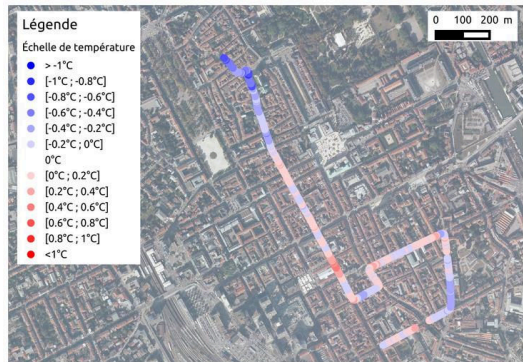 Légende
Échelle de température
> -1°C
[-1°C ; -0.8°C]
[-0.8°C ; -0.6°C]
[-0.6°C ; -0.4°C]
[-0.4°C ; -0.2°C]
[-0.2°C ; 0°C]
0°C
[0°C ; 0.2°C]
[0.2°C ; 0.4°C]
[0.4°C ; 0.6°C]
[0.6°C ; 0.8°C]
[0.8°C ; 1°C]
<1°C
0 100 200 m